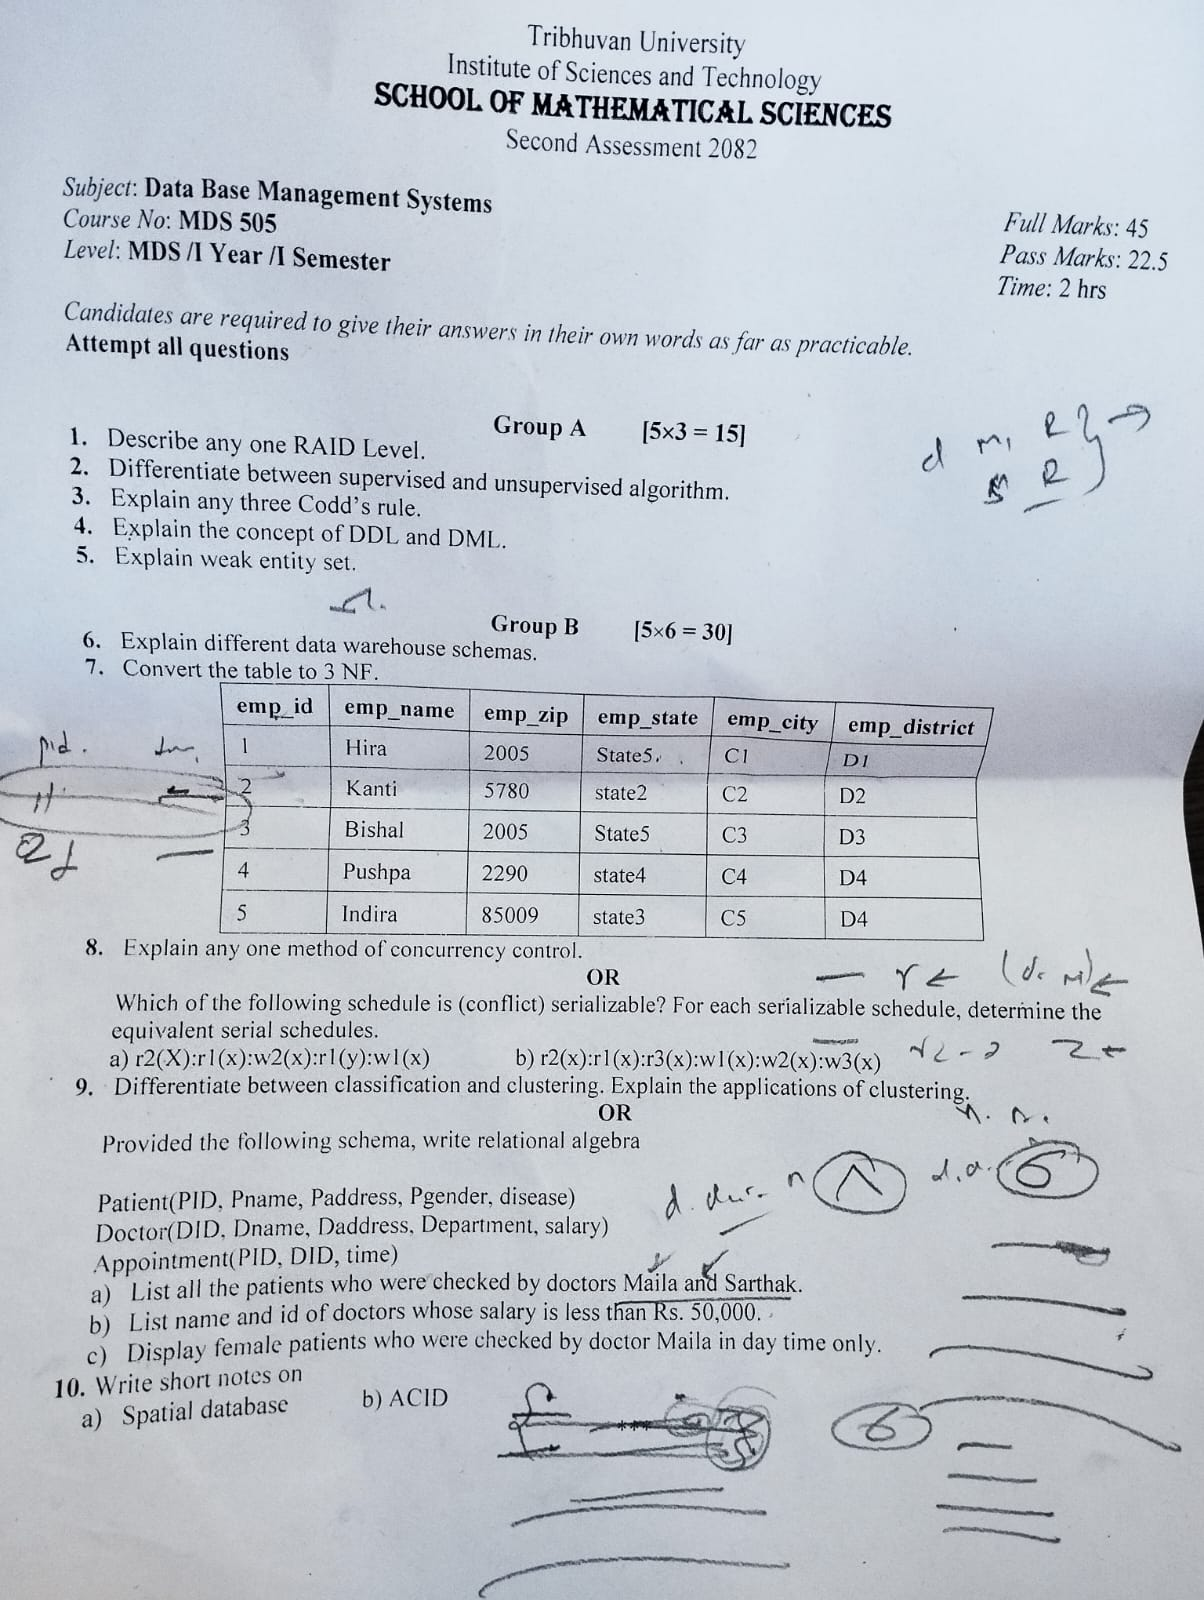 Tribhuvan University
Institute of Sciences and Technology
SCHOOL OF MATHEMATICAL SCIENCES
Second Assessment 2082
Subject: Data Base Management Systems
Course No: MDS 505
Level: MDS /I Year /I Semester
Full Marks: 45
Pass Marks: 22.5
Time: 2 hrs
Candidates are required to give their answers in their own words as far as practicable.
Attempt all questions
Group A [5×3 = 15]
1. Describe any one RAID Level.
2. Differentiate between supervised and unsupervised algorithm.
3. Explain any three Codd's rule.
4. Explain the concept of DDL and DML.
5. Explain weak entity set.
Group B [5×6 = 30]
6. Explain different data warehouse schemas.
7. Convert the table to 3 NF.
emp_id emp_name emp_zip emp_state emp_city emp_district
1 Hira 2005 State5 C1 D1
2 Kanti 5780 state2 C2 D2
3 Bishal 2005 State5 C3 D3
4 Pushpa 2290 state4 C4 D4
5 Indira 85009 state3 C5 D4
8. Explain any one method of concurrency control.
OR
Which of the following schedule is (conflict) serializable? For each serializable schedule, determine the
equivalent serial schedules.
a) r2(X):r1(x):w2(x):r1(y):w1(x) b) r2(x):r1(x):r3(x):w1(x):w2(x):w3(x)
9. Differentiate between classification and clustering. Explain the applications of clustering.
OR
Provided the following schema, write relational algebra
Patient(PID, Pname, Paddress, Pgender, disease)
Doctor(DID, Dname, Daddress, Department, salary)
Appointment(PID, DID, time)
a) List all the patients who were checked by doctors Maila and Sarthak.
b) List name and id of doctors whose salary is less than Rs. 50,000.
c) Display female patients who were checked by doctor Maila in day time only.
10. Write short notes on
a) Spatial database b) ACID
***